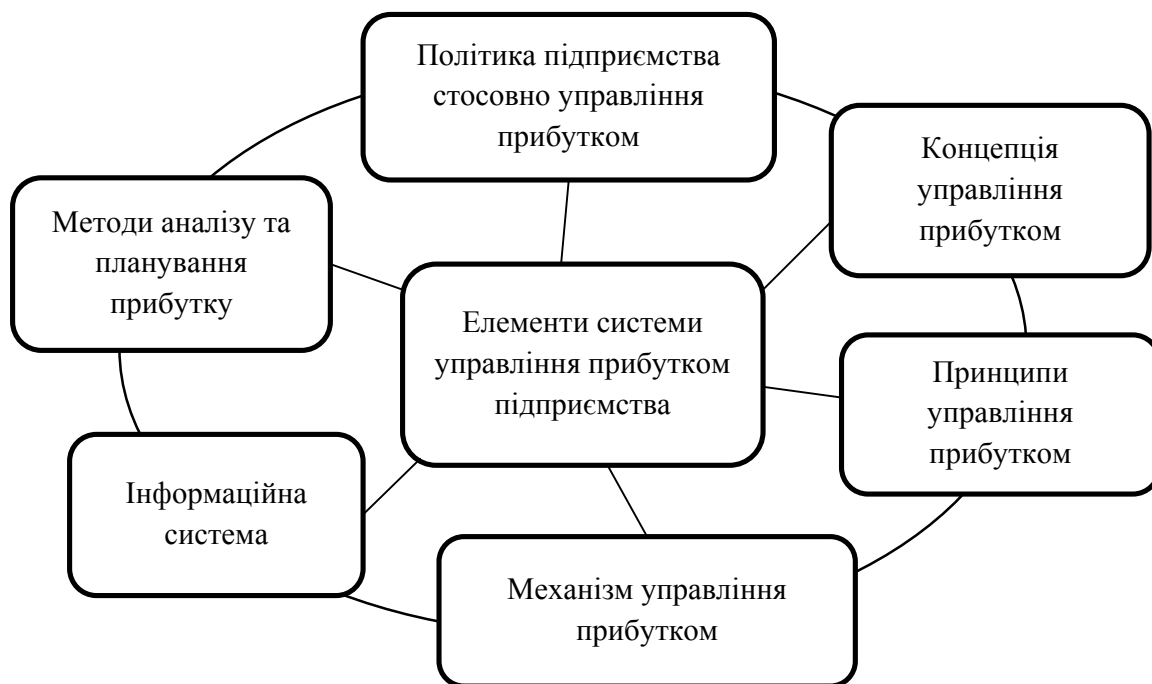 Політика підприємства
стосовно управління
прибутком
Концепція
управління
прибутком
Методи аналізу та
планування
прибутку
Елементи системи
управління прибутком
підприємства
Принципи
управління
прибутком
Інформаційна
система
Механізм управління
прибутком